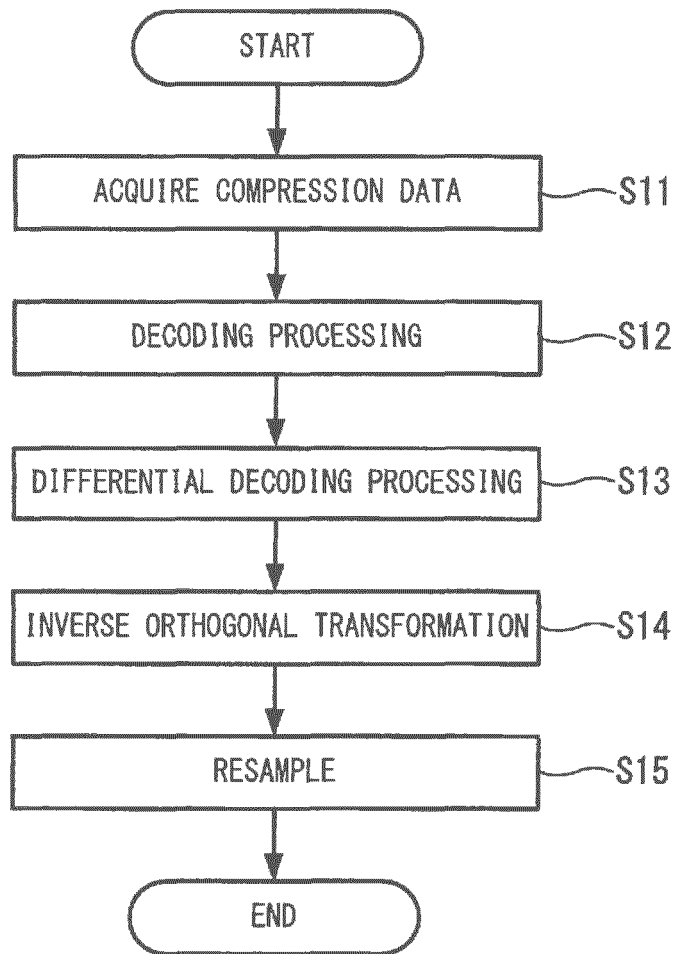 START
ACQUIRE COMPRESSION DATA S11
DECODING PROCESSING S12
DIFFERENTIAL DECODING PROCESSING S13
INVERSE ORTHOGONAL TRANSFORMATION S14
RESAMPLE S15
END